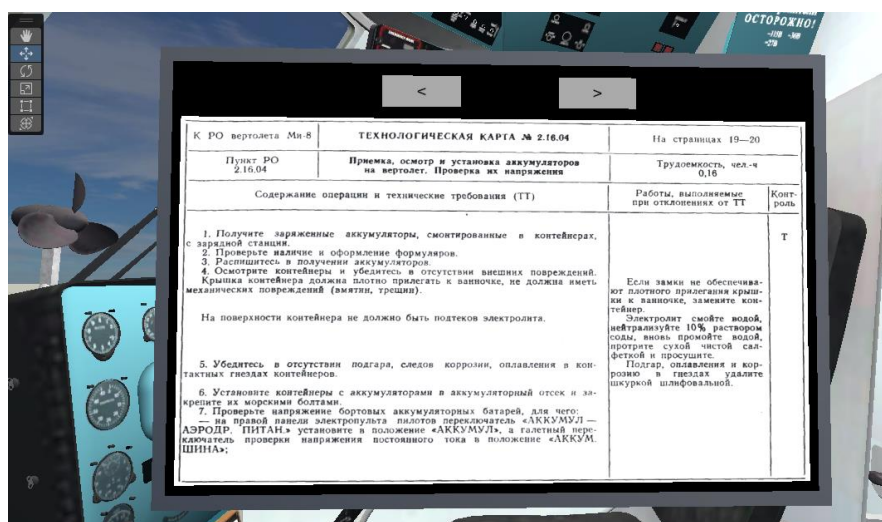 ОСТОРОЖНО!
~115В ~36В
-27В
<
>
К РО вертолета Ми-8
ТЕХНОЛОГИЧЕСКАЯ КАРТА № 2.16.04
На страницах 19—20
Пункт РО
2.16.04
Приемка, осмотр и установка аккумуляторов
на вертолет. Проверка их напряжения
Трудоемкость, чел.-ч
0,16
Содержание операции и технические требования (ТТ)
Работы, выполняемые
при отклонениях от ТТ
Конт-
роль
1. Получите заряженные аккумуляторы, смонтированные в контейнерах,
с зарядной станции.
2. Проверьте наличие и оформление формуляров.
3. Распишитесь в получении аккумуляторов.
4. Осмотрите контейнеры и убедитесь в отсутствии внешних повреждений.
Крышка контейнера должна плотно прилегать к ванночке, не должна иметь
механических повреждений (вмятин, трещин).
На поверхности контейнера не должно быть подтеков электролита.
5. Убедитесь в отсутствии подгара, следов коррозии, оплавления в кон-
тактных гнездах контейнеров.
6. Установите контейнеры с аккумуляторами в аккумуляторный отсек и за-
крепите их морскими болтами.
7. Проверьте напряжение бортовых аккумуляторных батарей, для чего:
— на правой панели электропульта пилотов переключатель «АККУМУЛ —
АЭРОДР. ПИТАН.» установите в положение «АККУМУЛ», а галетный пере-
ключатель проверки напряжения постоянного тока в положение «АККУМ.
ШИНА»;
Если замки не обеспечива-
ют плотного прилегания крыш-
ки к ванночке, замените кон-
тейнер.
Электролит смойте водой,
нейтрализуйте 10% раствором
соды, вновь промойте водой,
протрите сухой чистой сал-
феткой и просушите.
Подгар, оплавления и кор-
розию в гнездах удалите
шкуркой шлифовальной.
Т